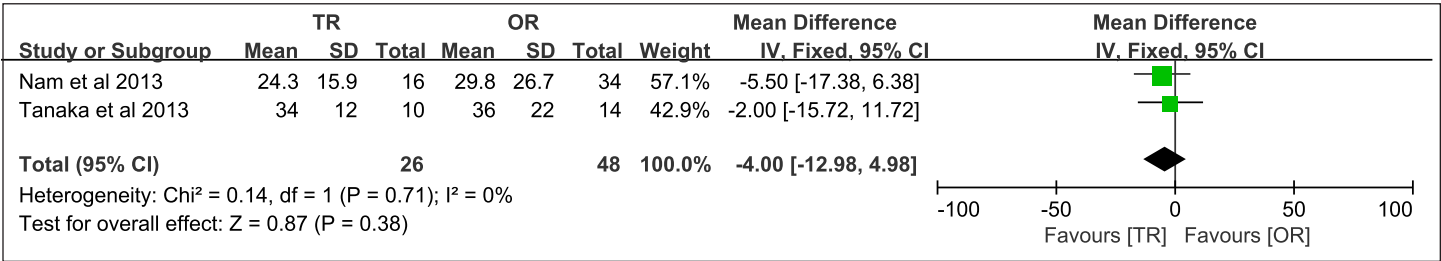 TR OR Mean Difference Mean Difference
Study or Subgroup Mean SD Total Mean SD Total Weight IV, Fixed, 95% CI IV, Fixed, 95% CI
Nam et al 2013 24.3 15.9 16 29.8 26.7 34 57.1% -5.50 [-17.38, 6.38]
Tanaka et al 2013 34 12 10 36 22 14 42.9% -2.00 [-15.72, 11.72]
Total (95% CI) 26 48 100.0% -4.00 [-12.98, 4.98]
Heterogeneity: Chi² = 0.14, df = 1 (P = 0.71); I² = 0%
Test for overall effect: Z = 0.87 (P = 0.38)
-100 -50 0 50 100
Favours [TR] Favours [OR]